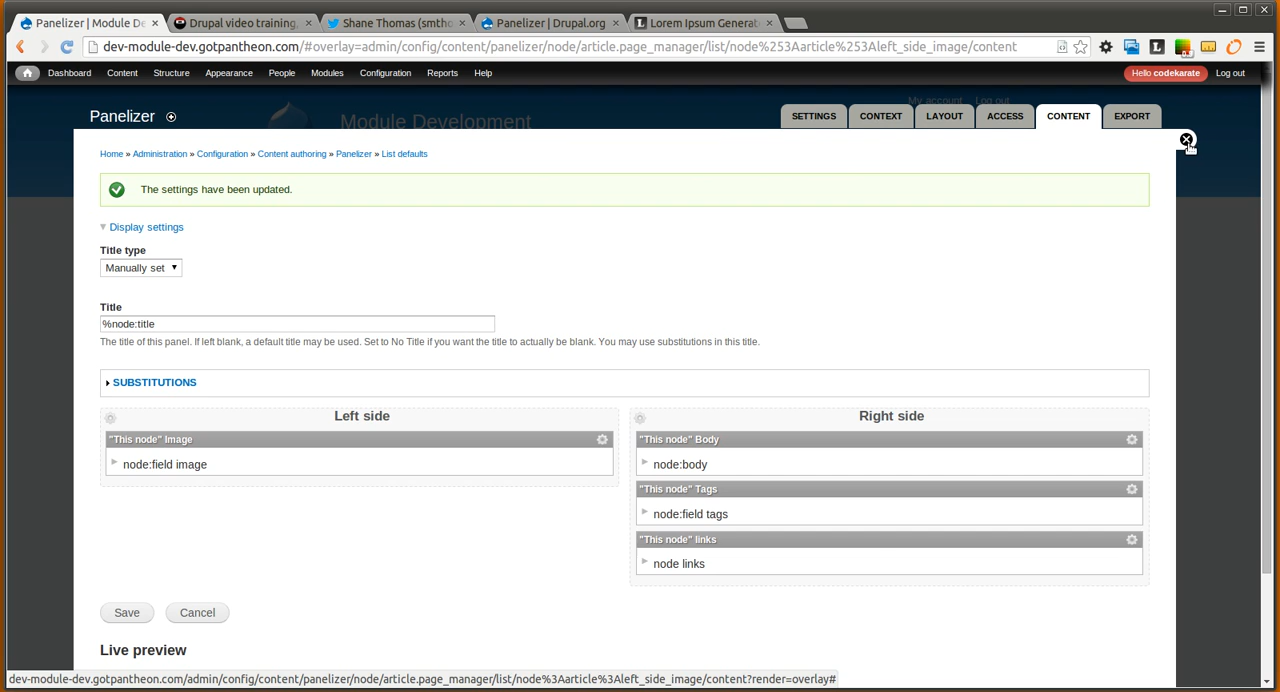 Panelizer | Module De
Drupal video training,
Shane Thomas (smtho
Panelizer | Drupal.org
Lorem Ipsum Generat
dev-module-dev.gotpantheon.com/#overlay=admin/config/content/panelizer/node/article.page_manager/list/node%253Aarticle%253Aleft_side_image/content
Dashboard Content Structure Appearance People Modules Configuration Reports Help
Hello codekarate Log out
My account Log out
Panelizer
Module Development
SETTINGS CONTEXT LAYOUT ACCESS CONTENT EXPORT
Home » Administration » Configuration » Content authoring » Panelizer » List defaults
The settings have been updated.
Display settings
Title type
Manually set
Title
%node:title
The title of this panel. If left blank, a default title may be used. Set to No Title if you want the title to actually be blank. You may use substitutions in this title.
SUBSTITUTIONS
Left side
"This node" Image
node:field image
Right side
"This node" Body
node:body
"This node" Tags
node:field tags
"This node" links
node links
Save Cancel
Live preview
dev-module-dev.gotpantheon.com/admin/config/content/panelizer/node/article.page_manager/list/node%3Aarticle%3Aleft_side_image/content?render=overlay#